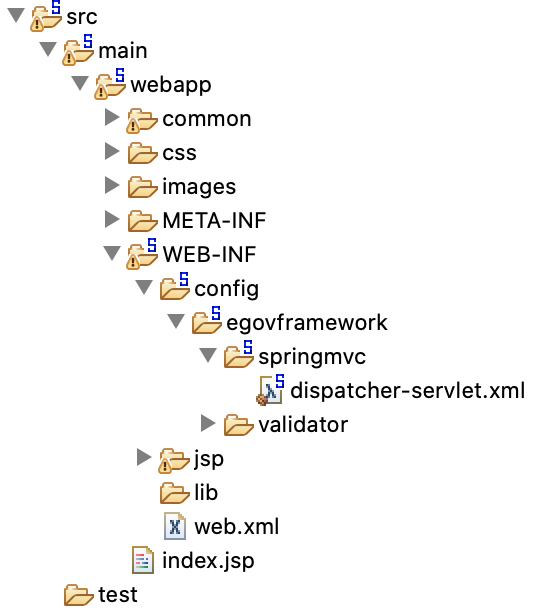 src
main
webapp
common
css
images
META-INF
WEB-INF
config
egovframework
springmvc
dispatcher-servlet.xml
validator
jsp
lib
web.xml
index.jsp
test